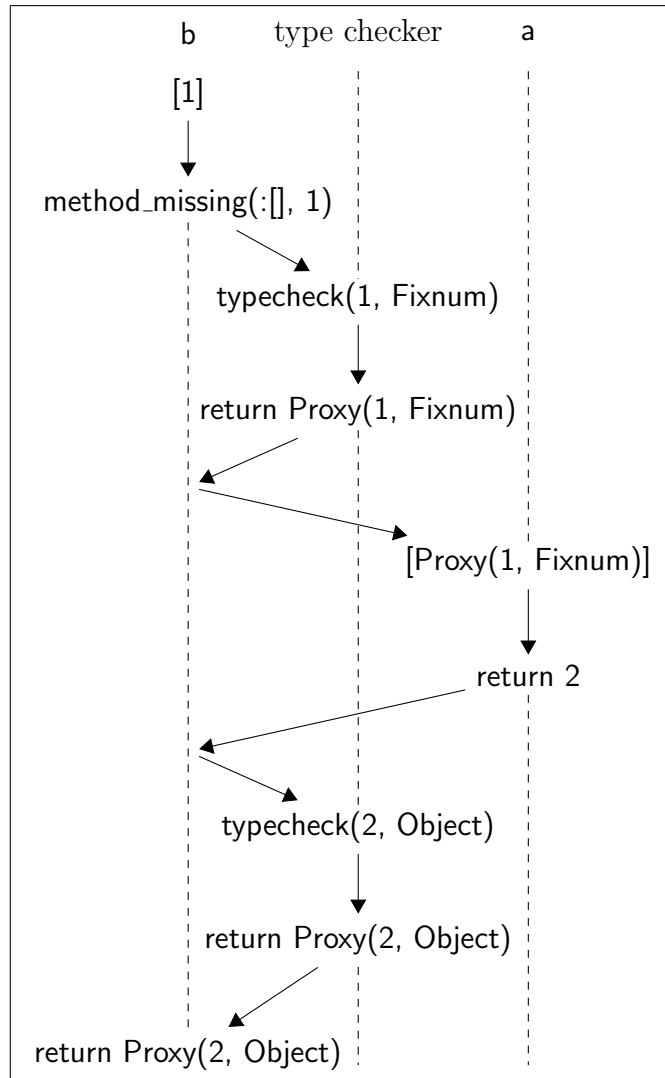 b type checker a
[1]
method_missing(:[], 1)
typecheck(1, Fixnum)
return Proxy(1, Fixnum)
[Proxy(1, Fixnum)]
return 2
typecheck(2, Object)
return Proxy(2, Object)
return Proxy(2, Object)